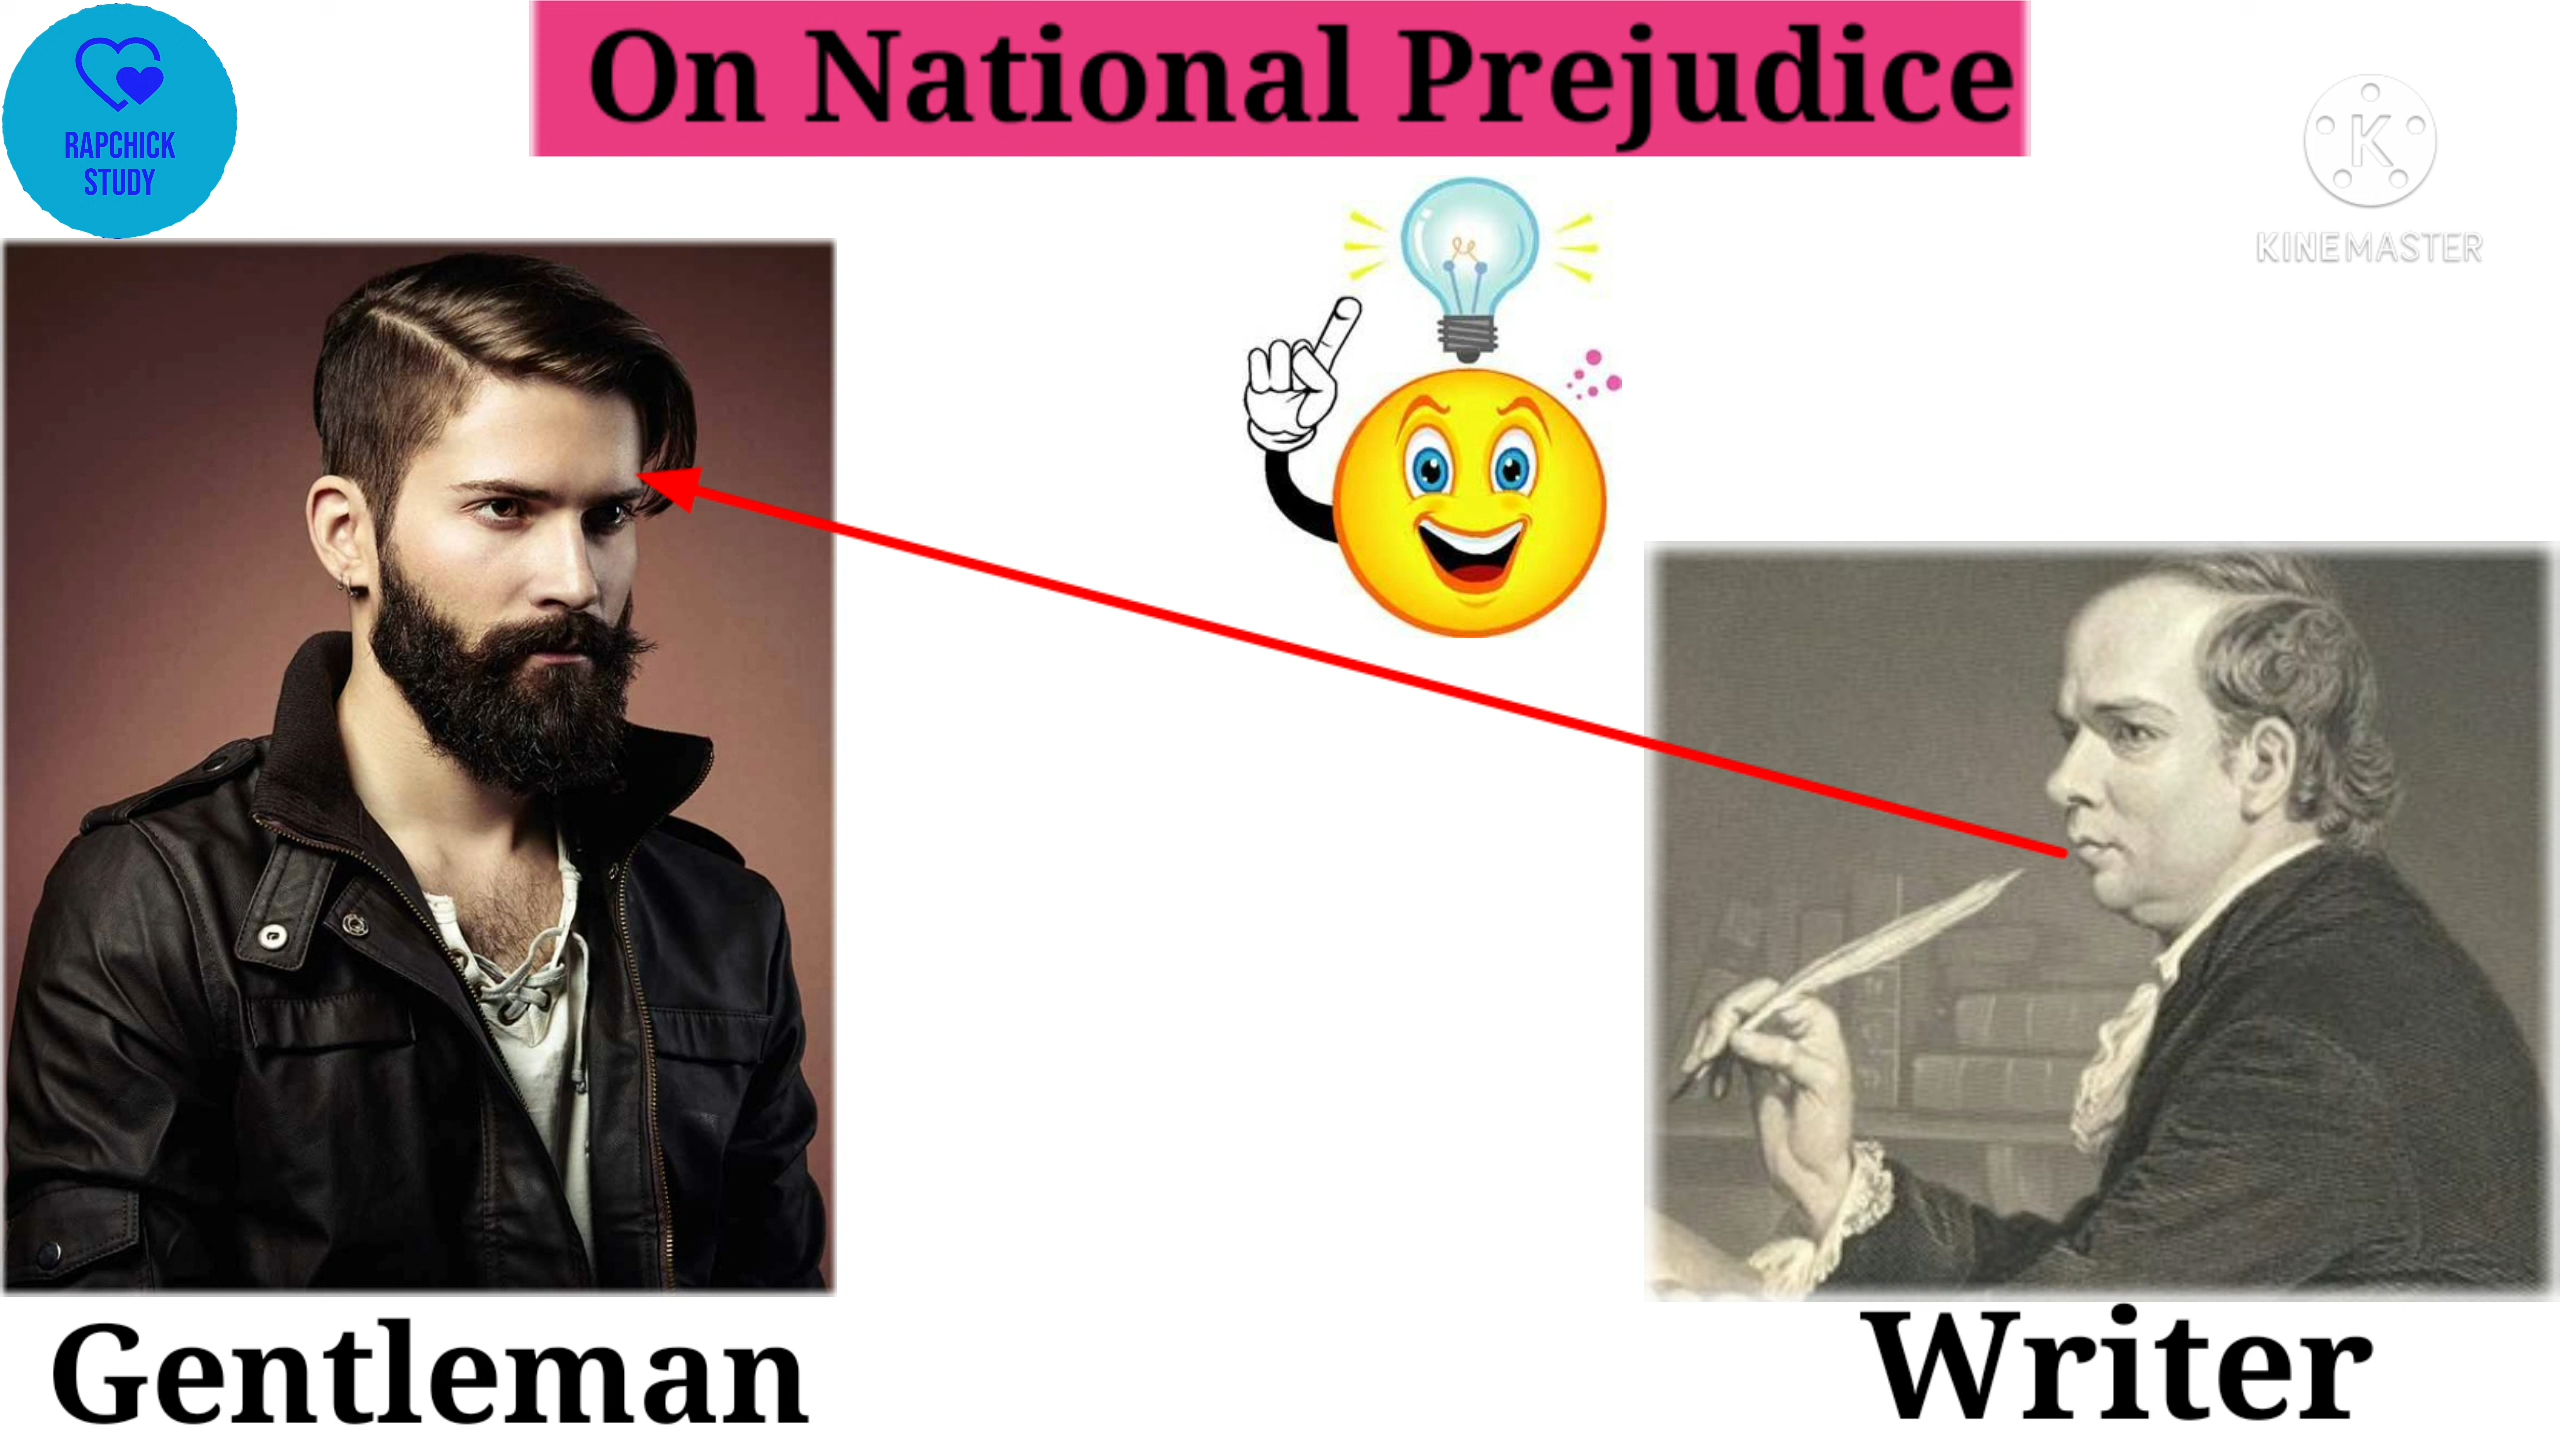 On National Prejudice
RAPCHICK
STUDY
K
KINEMASTER
Gentleman
Writer